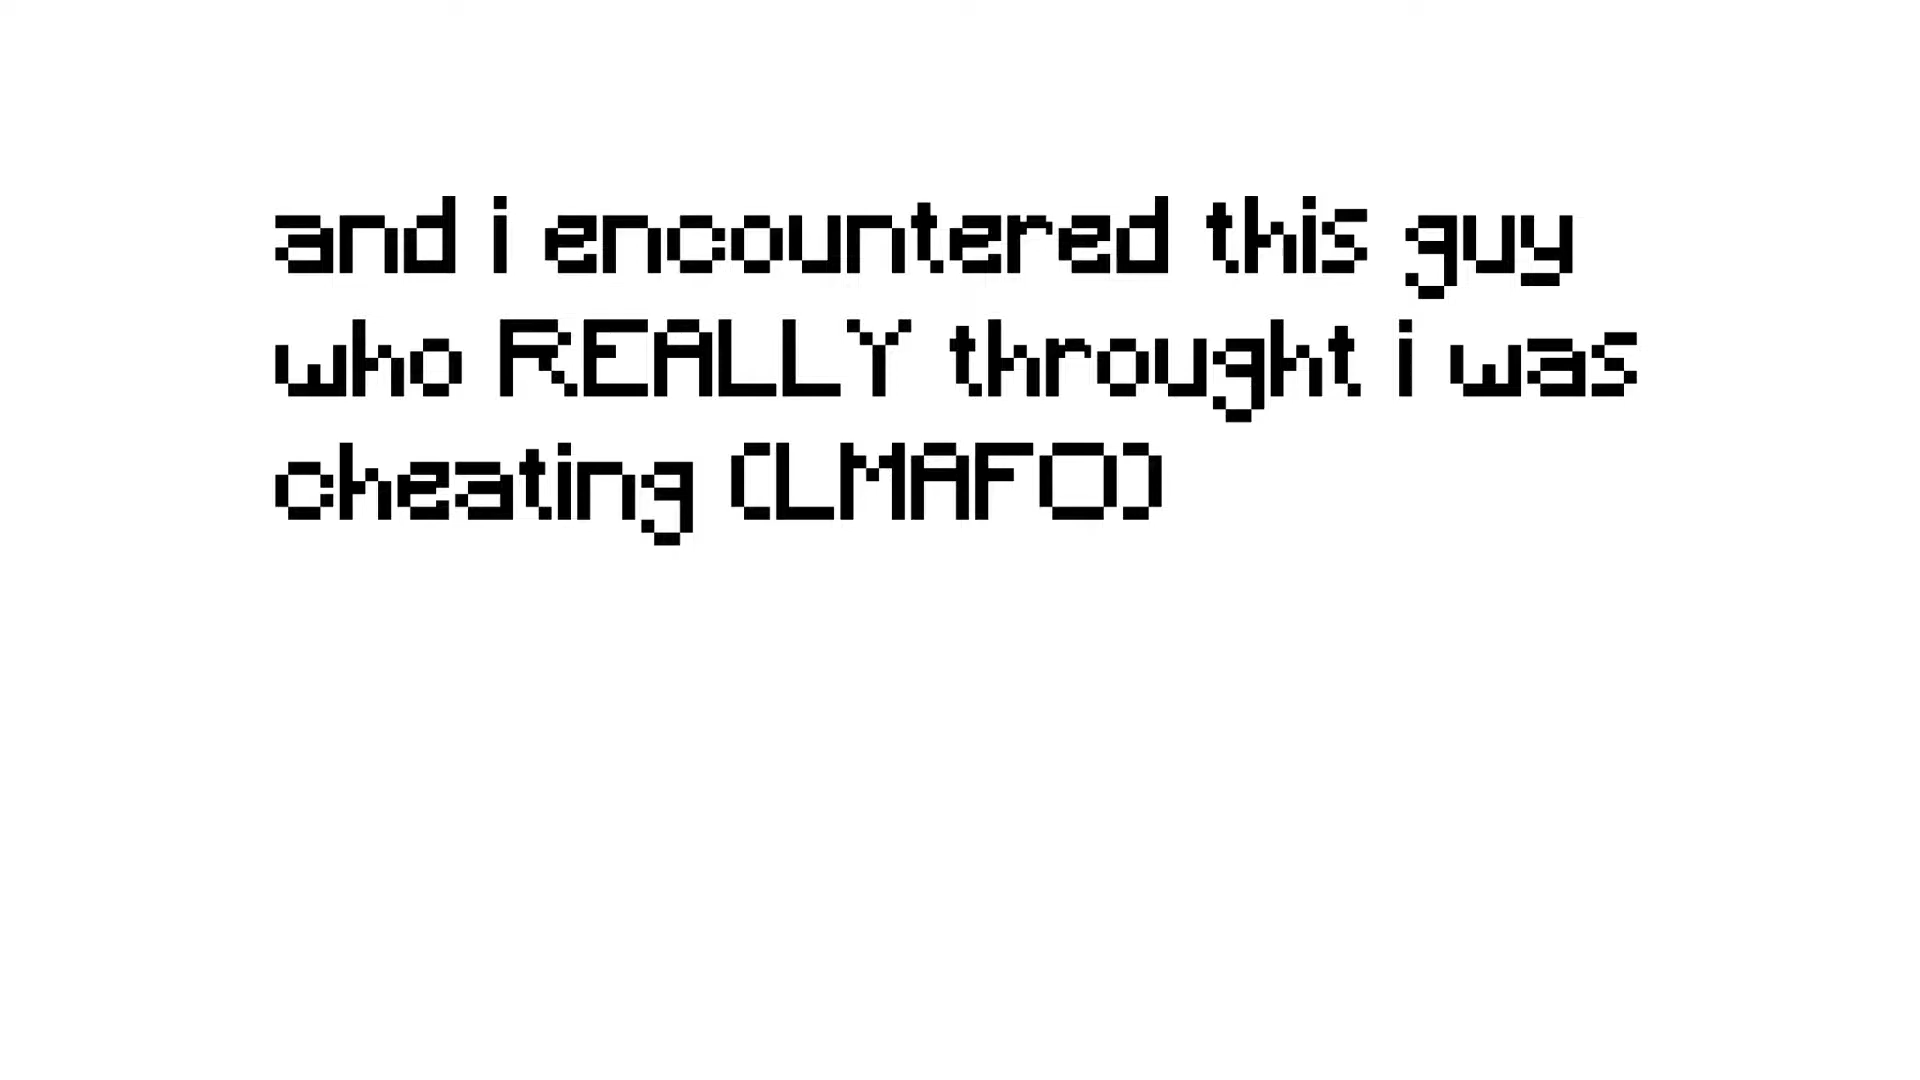 and i encountered this guy
who REALLY throught i was
cheating (LMAFO)